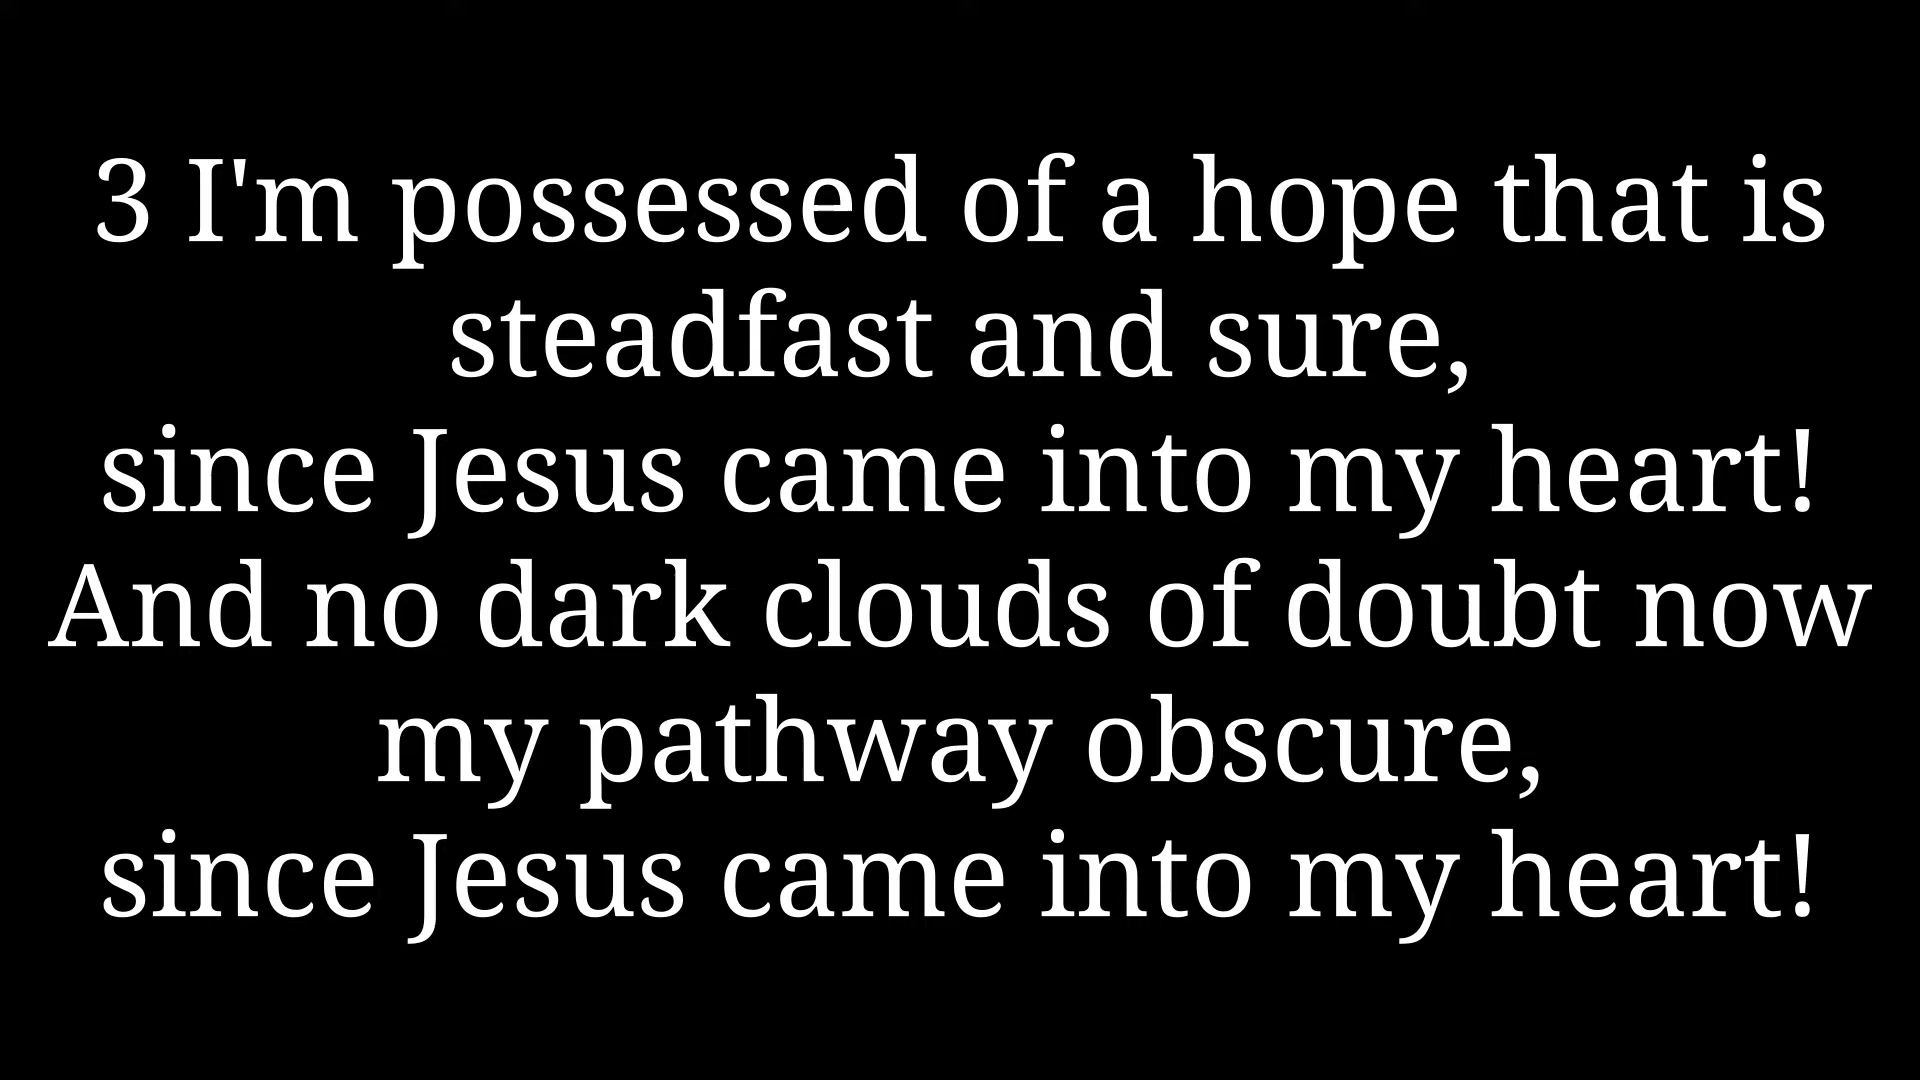 3 I'm possessed of a hope that is
steadfast and sure,
since Jesus came into my heart!
And no dark clouds of doubt now
my pathway obscure,
since Jesus came into my heart!